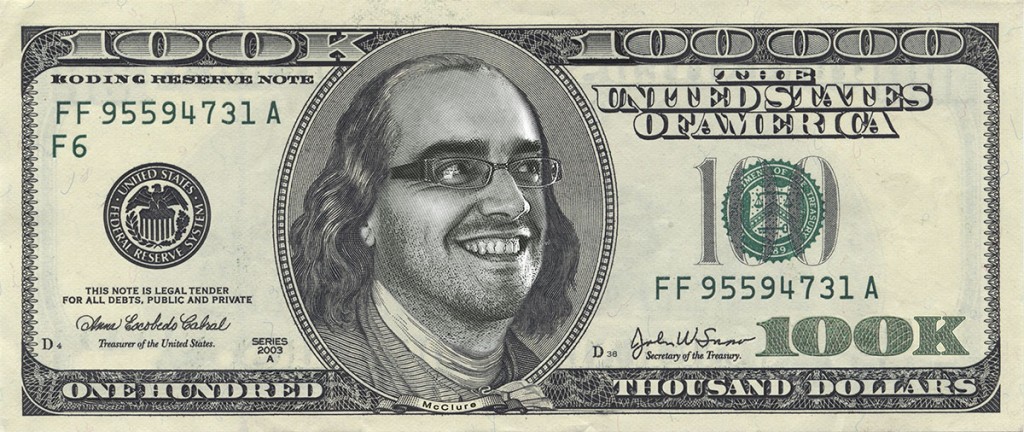 100K
100 000
KODING RESERVE NOTE
THE
UNITED STATES
OF AMERICA
FF 95594731 A
F6
100
UNITED STATES
FEDERAL RESERVE SYSTEM
FF 95594731 A
THIS NOTE IS LEGAL TENDER
FOR ALL DEBTS, PUBLIC AND PRIVATE
Anna Escobedo Cabral
Treasurer of the United States.
D 4
SERIES
2003
A
D 38
John W Snow
Secretary of the Treasury.
100K
ONE HUNDRED
McClure
THOUSAND DOLLARS